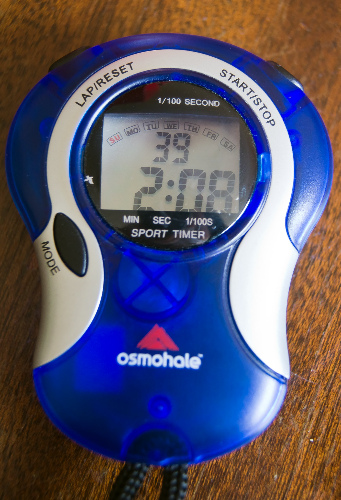 LAP/RESET
START/STOP
1/100 SECOND
SU MO TU WE TH FR SA
39
2:08
MIN SEC 1/100S
SPORT TIMER
MODE
osmohale™